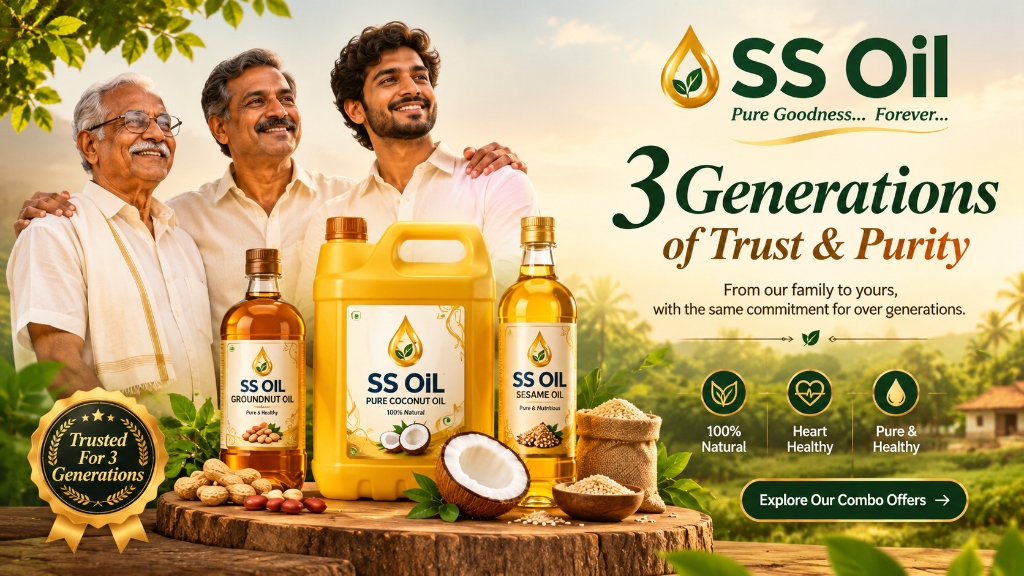 SS Oil
Pure Goodness... Forever...
3 Generations
of Trust & Purity
From our family to yours,
with the same commitment for over generations.
100%
Natural
Heart
Healthy
Pure &
Healthy
Explore Our Combo Offers →
SS OIL
GROUNDNUT OIL
Pure & Healthy
SS OiL
PURE COCONUT OIL
100% Natural
SS OIL
SESAME OIL
Pure & Nutritious
Trusted
For 3
Generations